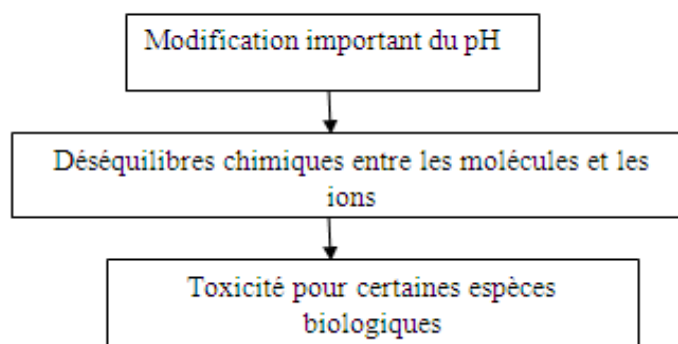 Modification important du pH
Déséquilibres chimiques entre les molécules et les
ions
Toxicité pour certaines espèces
biologiques